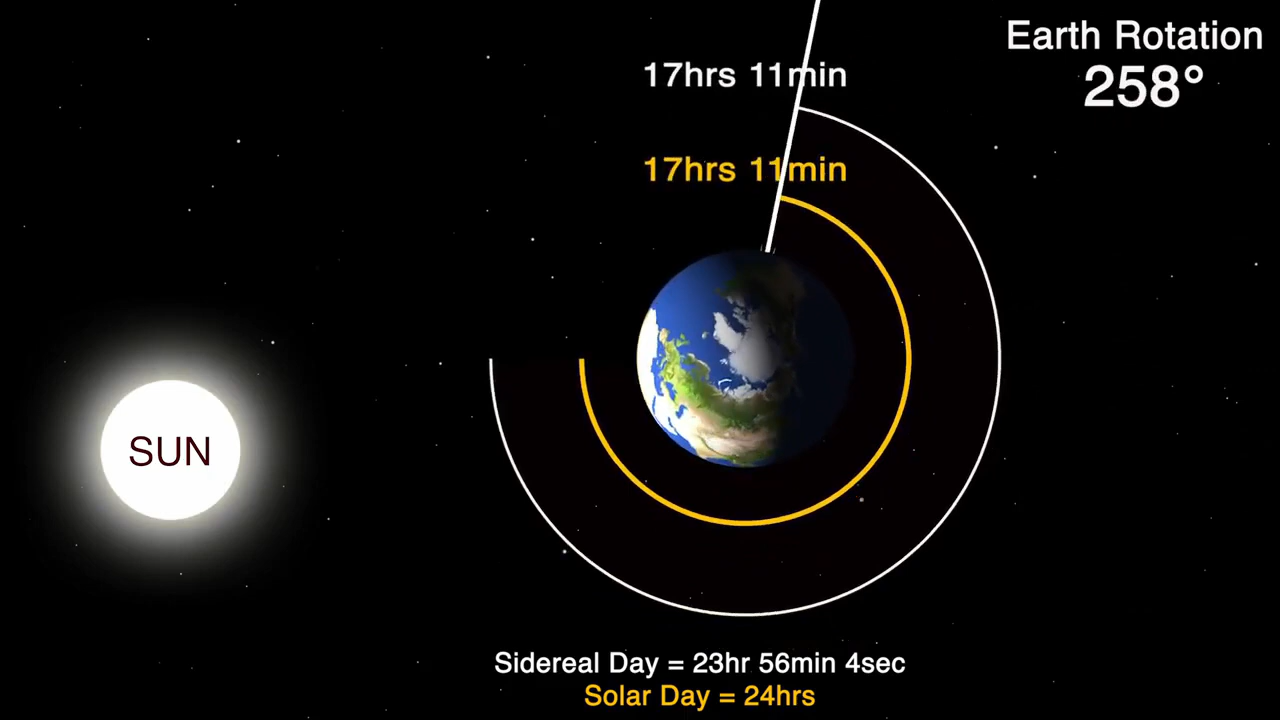 Earth Rotation
258°
17hrs 11min
17hrs 11min
SUN
Sidereal Day = 23hr 56min 4sec
Solar Day = 24hrs